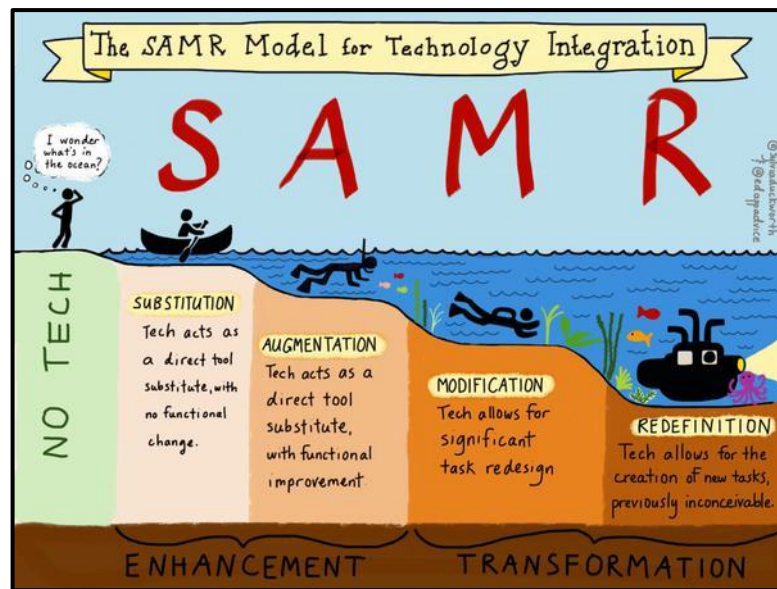 The SAMR Model for Technology Integration
I wonder
what's in
the ocean?
S A M R
@sylviaduckworth
@edappadvice
NO TECH
SUBSTITUTION
Tech acts as
a direct tool
substitute, with
no functional
change.
AUGMENTATION
Tech acts as a
direct tool
substitute,
with functional
improvement
MODIFICATION
Tech allows for
significant
task redesign
REDEFINITION
Tech allows for the
creation of new tasks,
previously inconceivable.
ENHANCEMENT
TRANSFORMATION